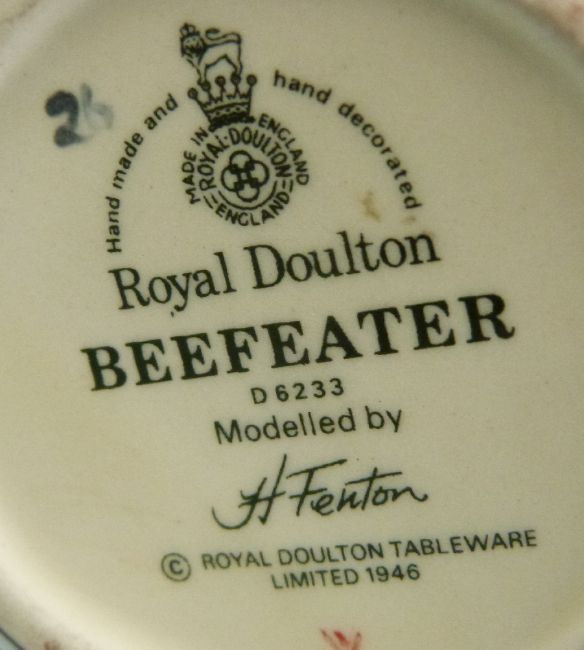 26
Hand made and hand decorated
MADE IN ENGLAND
ROYAL·DOULTON
ENGLAND
Royal Doulton
BEEFEATER
D 6233
Modelled by
H Fenton
© ROYAL DOULTON TABLEWARE
LIMITED 1946